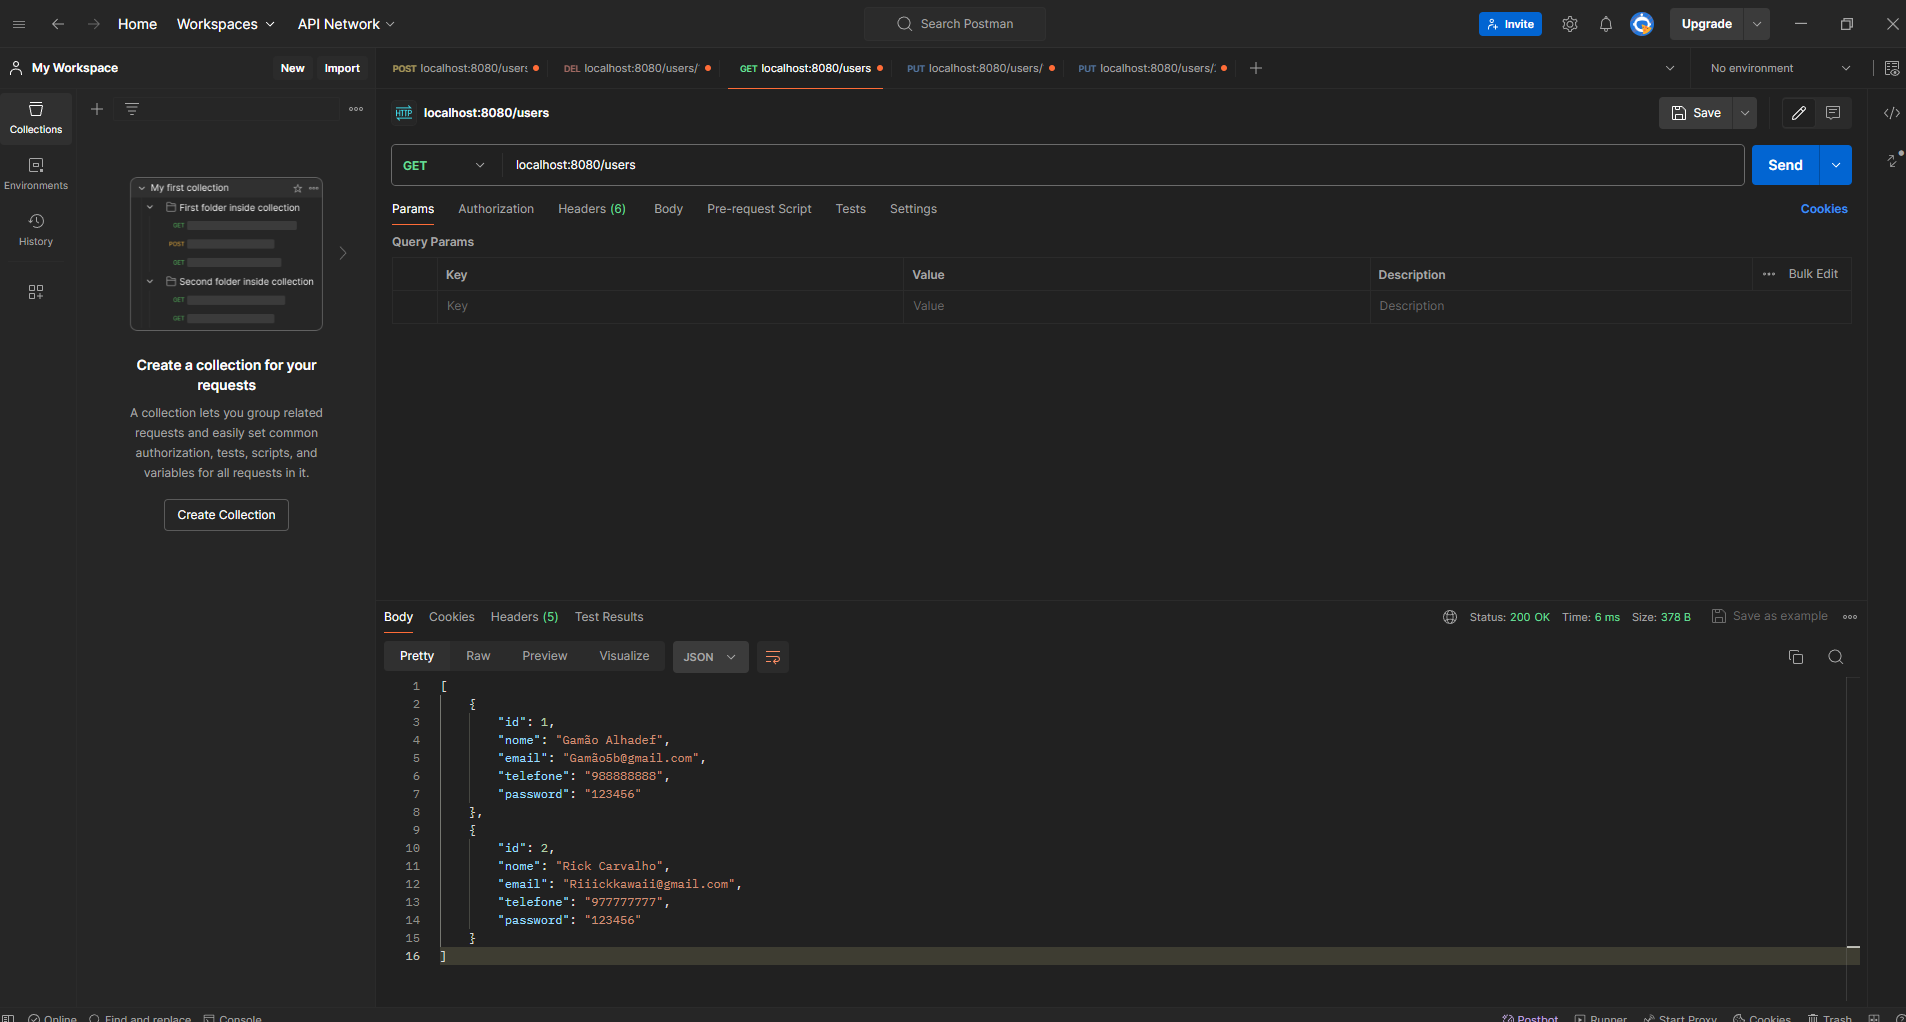 Home Workspaces API Network Search Postman Invite Upgrade
My Workspace New Import POST localhost:8080/users DEL localhost:8080/users/ GET localhost:8080/users PUT localhost:8080/users/ PUT localhost:8080/users/ No environment
Collections
Environments
History
My first collection
First folder inside collection
GET
POST
GET
Second folder inside collection
GET
GET
Create a collection for your
requests
A collection lets you group related
requests and easily set common
authorization, tests, scripts, and
variables for all requests in it.
Create Collection
HTTP localhost:8080/users Save
GET localhost:8080/users Send
Params Authorization Headers (6) Body Pre-request Script Tests Settings Cookies
Query Params
Key Value Description Bulk Edit
Key Value Description
Body Cookies Headers (5) Test Results Status: 200 OK Time: 6 ms Size: 378 B Save as example
Pretty Raw Preview Visualize JSON
1 [
2 {
3 "id": 1,
4 "nome": "Gamão Alhadef",
5 "email": "Gamão5b@gmail.com",
6 "telefone": "988888888",
7 "password": "123456"
8 },
9 {
10 "id": 2,
11 "nome": "Rick Carvalho",
12 "email": "Riiickkawaii@gmail.com",
13 "telefone": "977777777",
14 "password": "123456"
15 }
16 ]
Online Find and replace Console Postbot Runner Start Proxy Cookies Trash